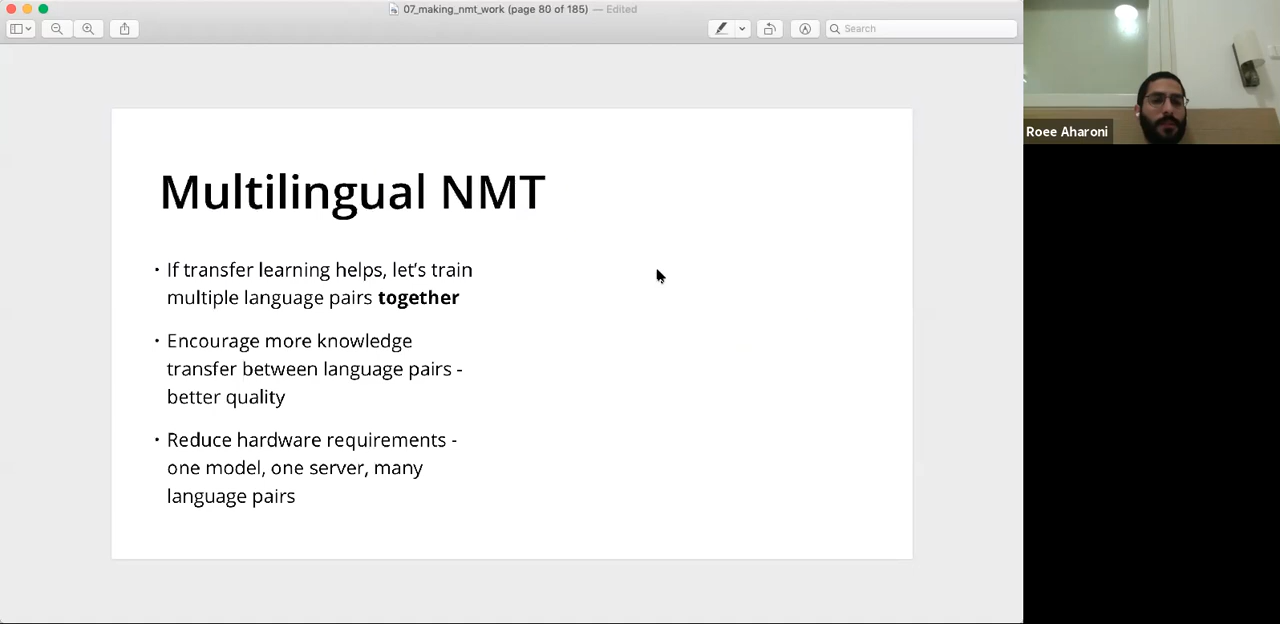 07_making_nmt_work (page 80 of 185) — Edited
Search
Roee Aharoni
Multilingual NMT
• If transfer learning helps, let's train
multiple language pairs together
• Encourage more knowledge
transfer between language pairs -
better quality
• Reduce hardware requirements -
one model, one server, many
language pairs